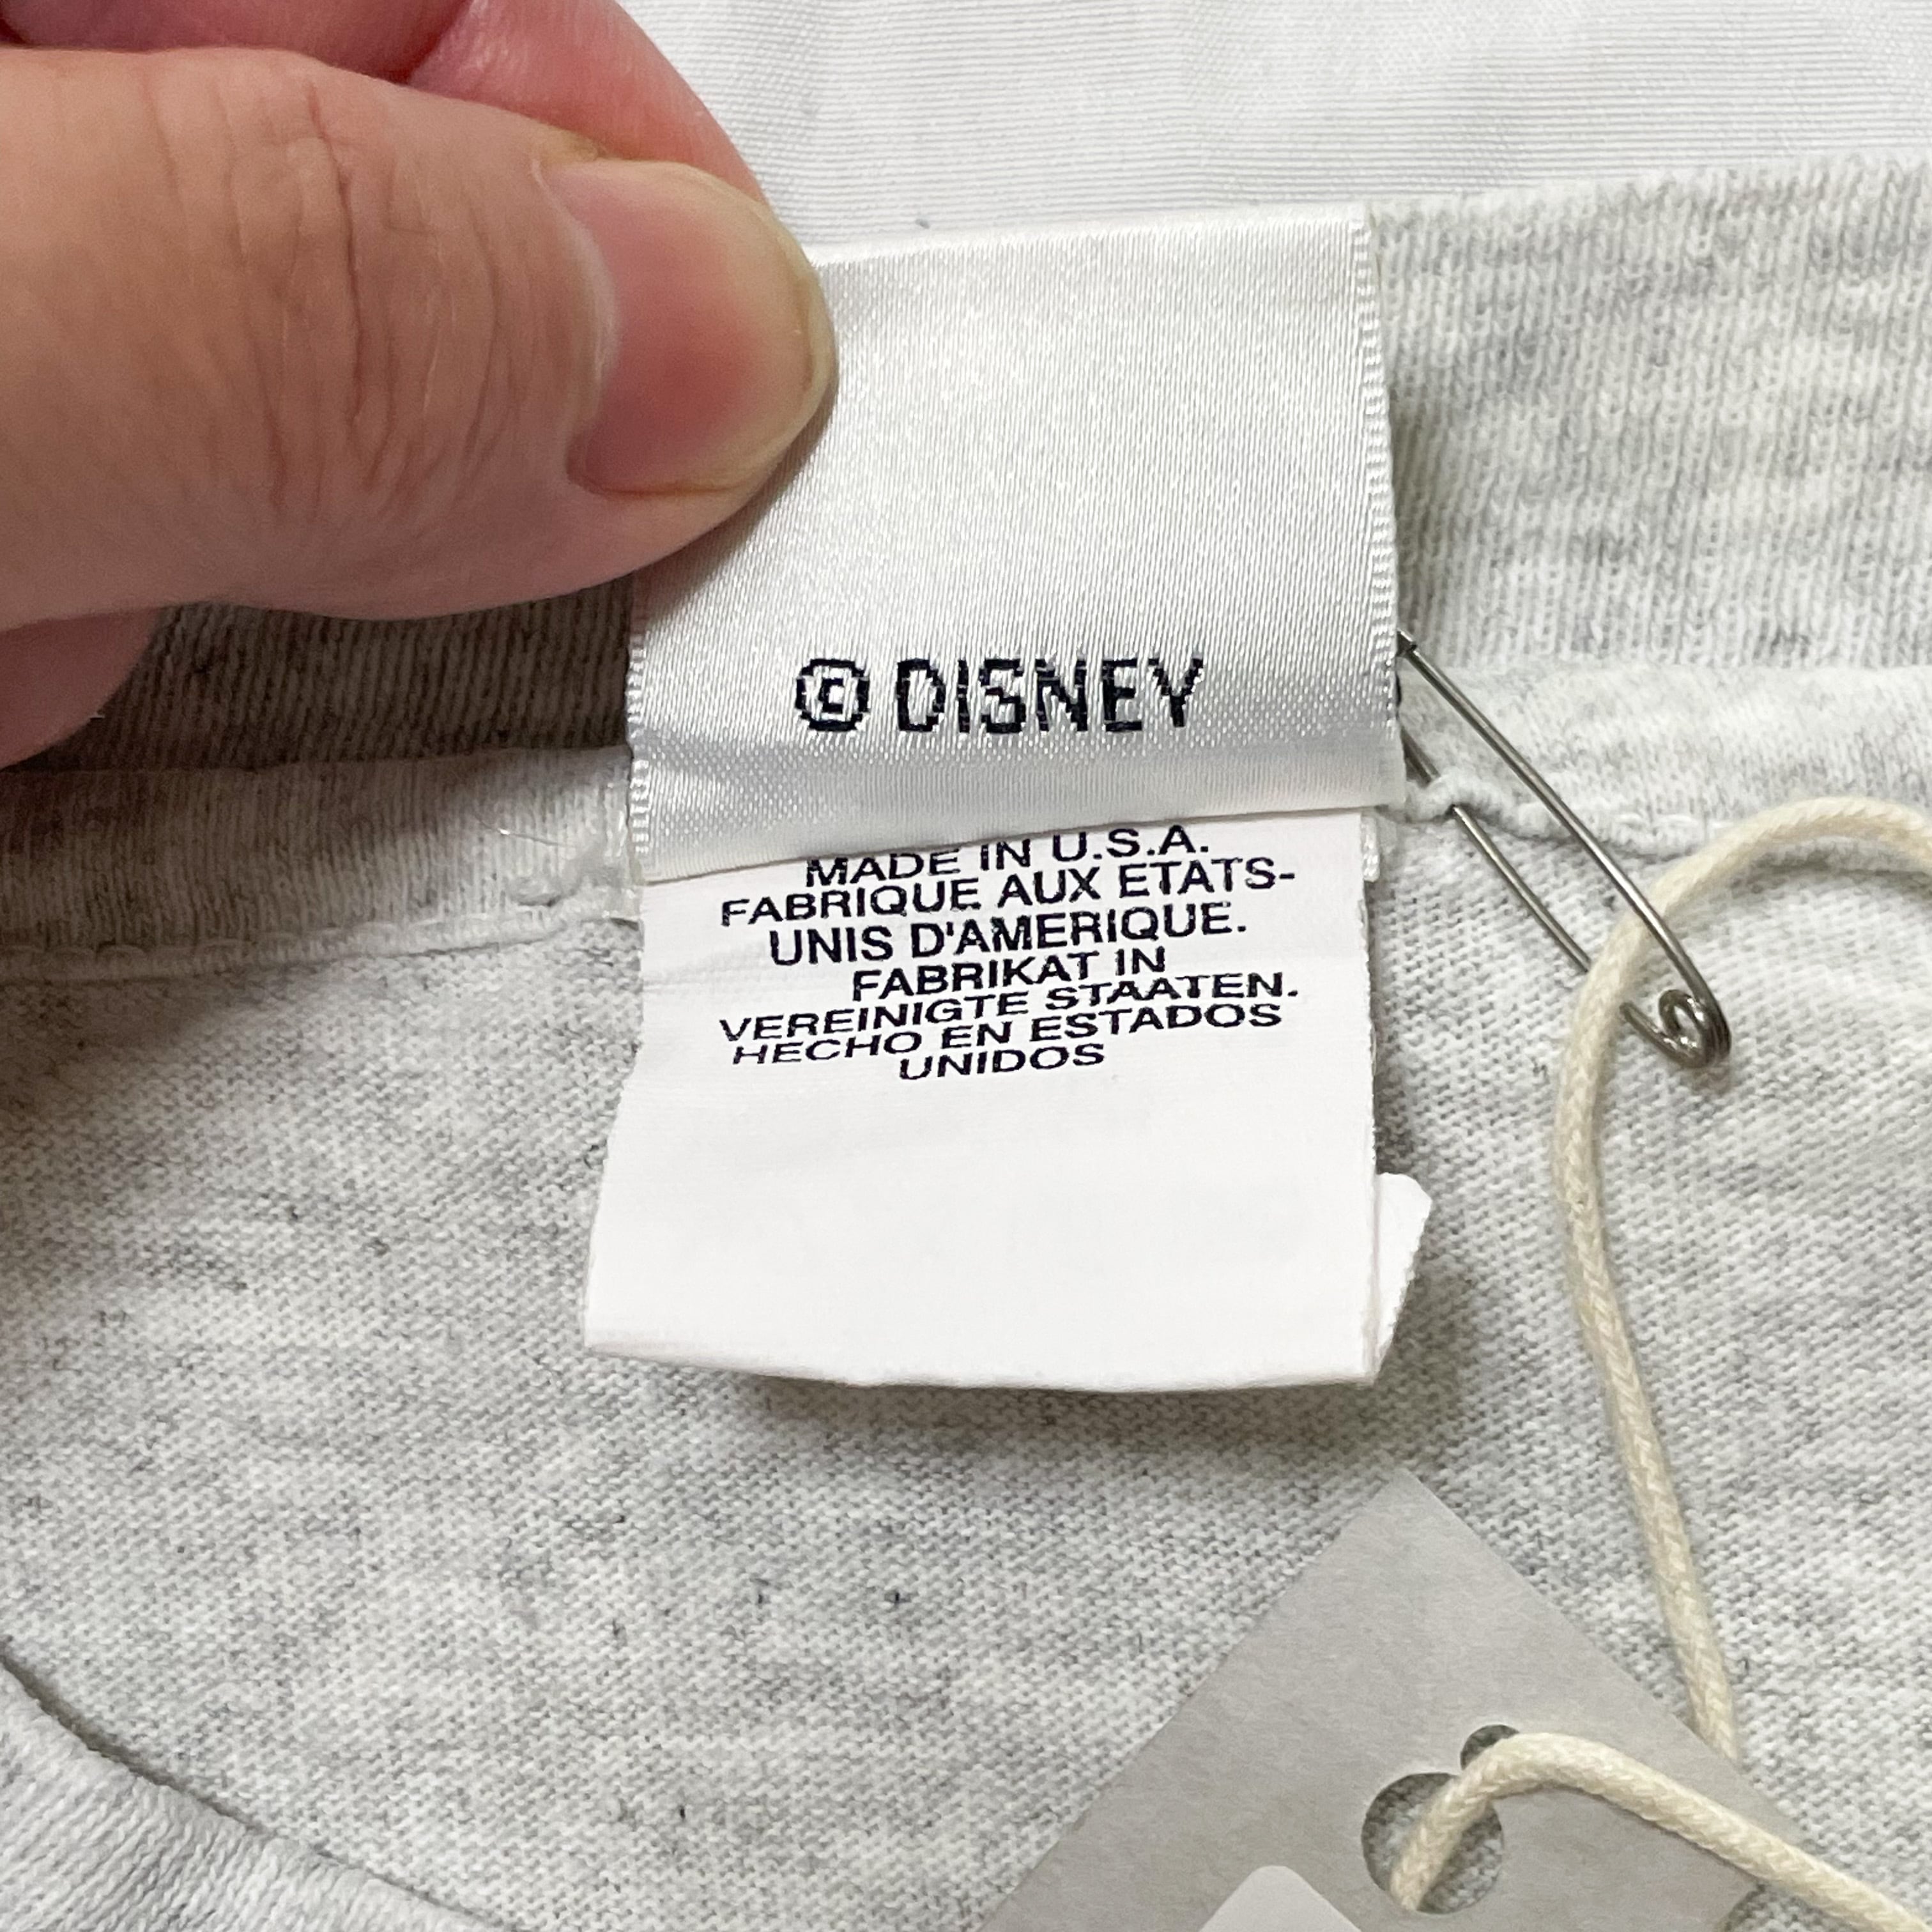 © DISNEY
MADE IN U.S.A.
FABRIQUE AUX ETATS-
UNIS D'AMERIQUE.
FABRIKAT IN
VEREINIGTE STAATEN.
HECHO EN ESTADOS
UNIDOS